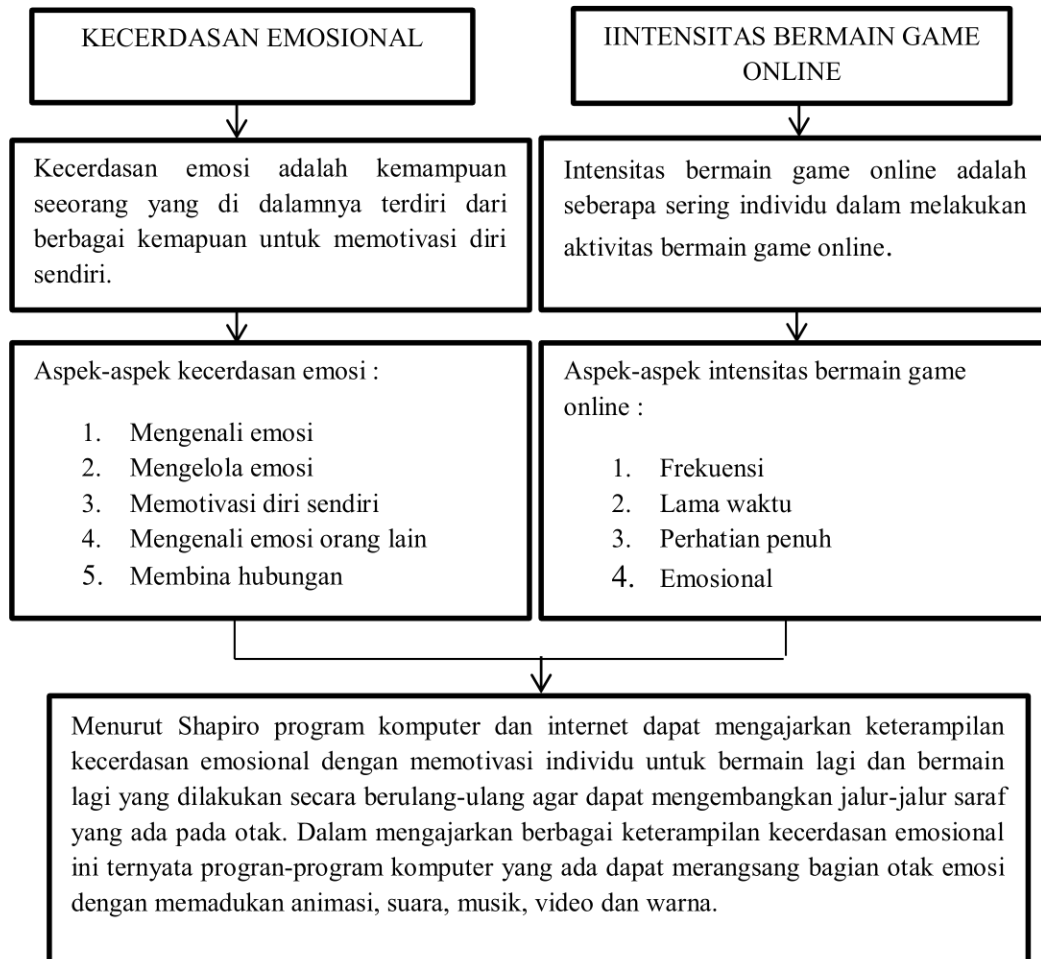 KECERDASAN EMOSIONAL
IINTENSITAS BERMAIN GAME
ONLINE
Kecerdasan emosi adalah kemampuan
seeorang yang di dalamnya terdiri dari
berbagai kemapuan untuk memotivasi diri
sendiri.
Intensitas bermain game online adalah
seberapa sering individu dalam melakukan
aktivitas bermain game online.
Aspek-aspek kecerdasan emosi :
1. Mengenali emosi
2. Mengelola emosi
3. Memotivasi diri sendiri
4. Mengenali emosi orang lain
5. Membina hubungan
Aspek-aspek intensitas bermain game
online :
1. Frekuensi
2. Lama waktu
3. Perhatian penuh
4. Emosional
Menurut Shapiro program komputer dan internet dapat mengajarkan keterampilan
kecerdasan emosional dengan memotivasi individu untuk bermain lagi dan bermain
lagi yang dilakukan secara berulang-ulang agar dapat mengembangkan jalur-jalur saraf
yang ada pada otak. Dalam mengajarkan berbagai keterampilan kecerdasan emosional
ini ternyata progran-program komputer yang ada dapat merangsang bagian otak emosi
dengan memadukan animasi, suara, musik, video dan warna.